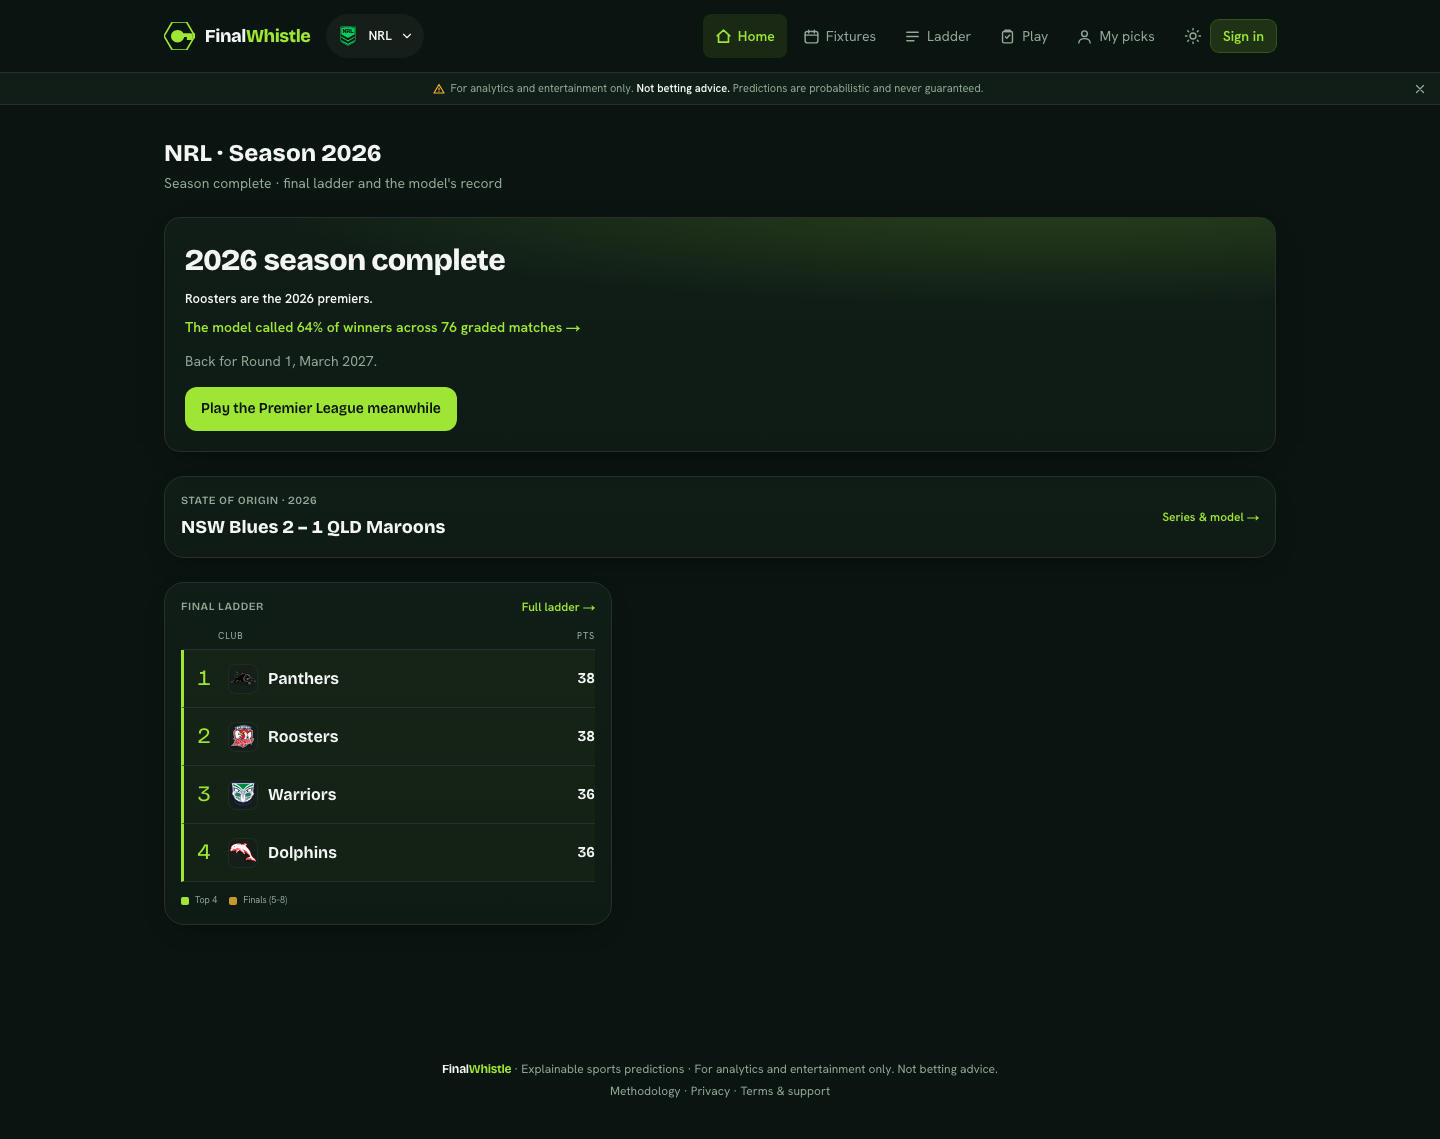 FinalWhistle
NRL
Home
Fixtures
Ladder
Play
My picks
Sign in
For analytics and entertainment only. Not betting advice. Predictions are probabilistic and never guaranteed.
NRL · Season 2026
Season complete · final ladder and the model's record
2026 season complete
Roosters are the 2026 premiers.
The model called 64% of winners across 76 graded matches →
Back for Round 1, March 2027.
Play the Premier League meanwhile
STATE OF ORIGIN · 2026
NSW Blues 2 – 1 QLD Maroons
Series & model →
FINAL LADDER
Full ladder →
CLUB PTS
1 Panthers 38
2 Roosters 38
3 Warriors 36
4 Dolphins 36
Top 4 Finals (5-8)
FinalWhistle · Explainable sports predictions · For analytics and entertainment only. Not betting advice.
Methodology · Privacy · Terms & support